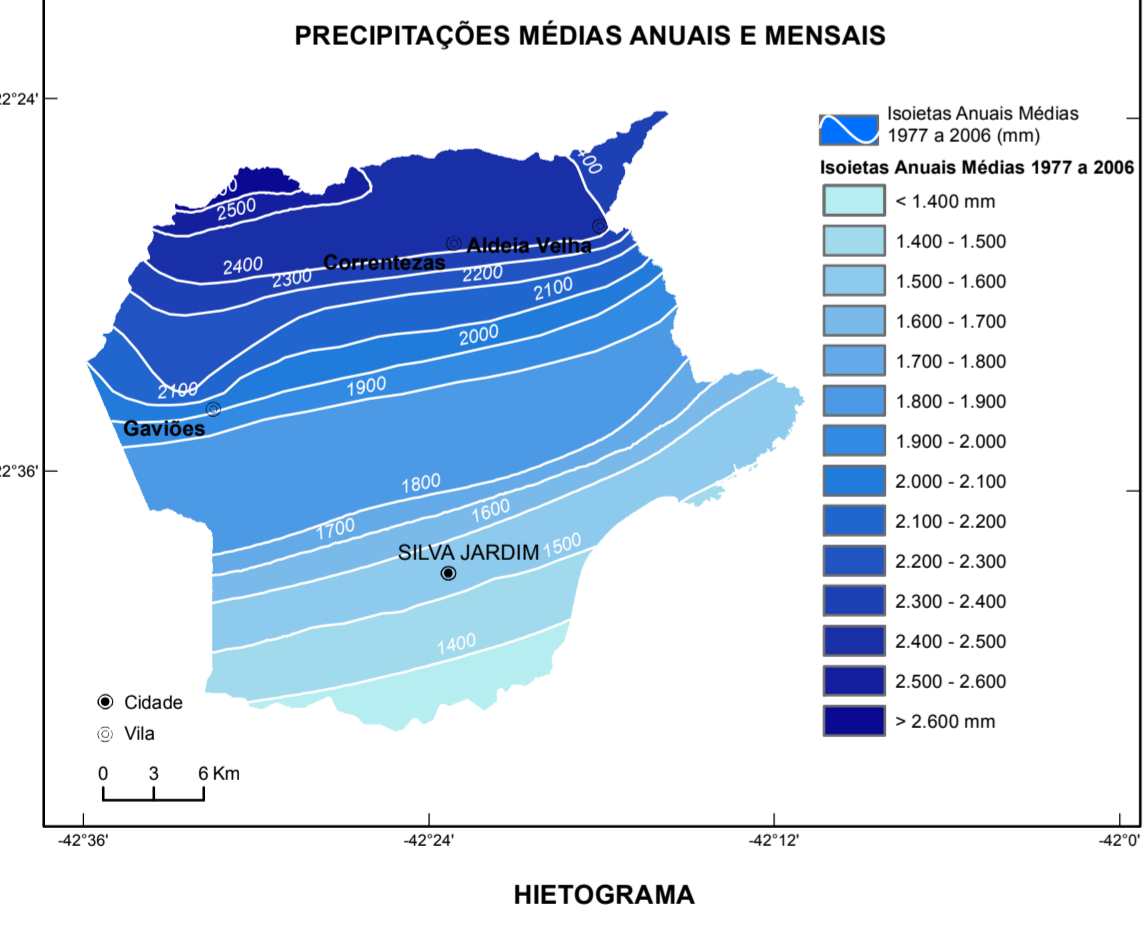 PRECIPITAÇÕES MÉDIAS ANUAIS E MENSAIS
22°24'
Isoietas Anuais Médias
1977 a 2006 (mm)
Isoietas Anuais Médias 1977 a 2006
< 1.400 mm
1.400 - 1.500
1.500 - 1.600
1.600 - 1.700
1.700 - 1.800
1.800 - 1.900
1.900 - 2.000
2.000 - 2.100
2.100 - 2.200
2.200 - 2.300
2.300 - 2.400
2.400 - 2.500
2.500 - 2.600
> 2.600 mm
2500
Aldeia Velha
Correntezas
2400
2300
2200
2100
2000
2100
1900
Gaviões
22°36'
1800
1700
1600
1500
SILVA JARDIM
1400
Cidade
Vila
0 3 6 Km
-42°36' -42°24' -42°12' -42°0'
HIETOGRAMA